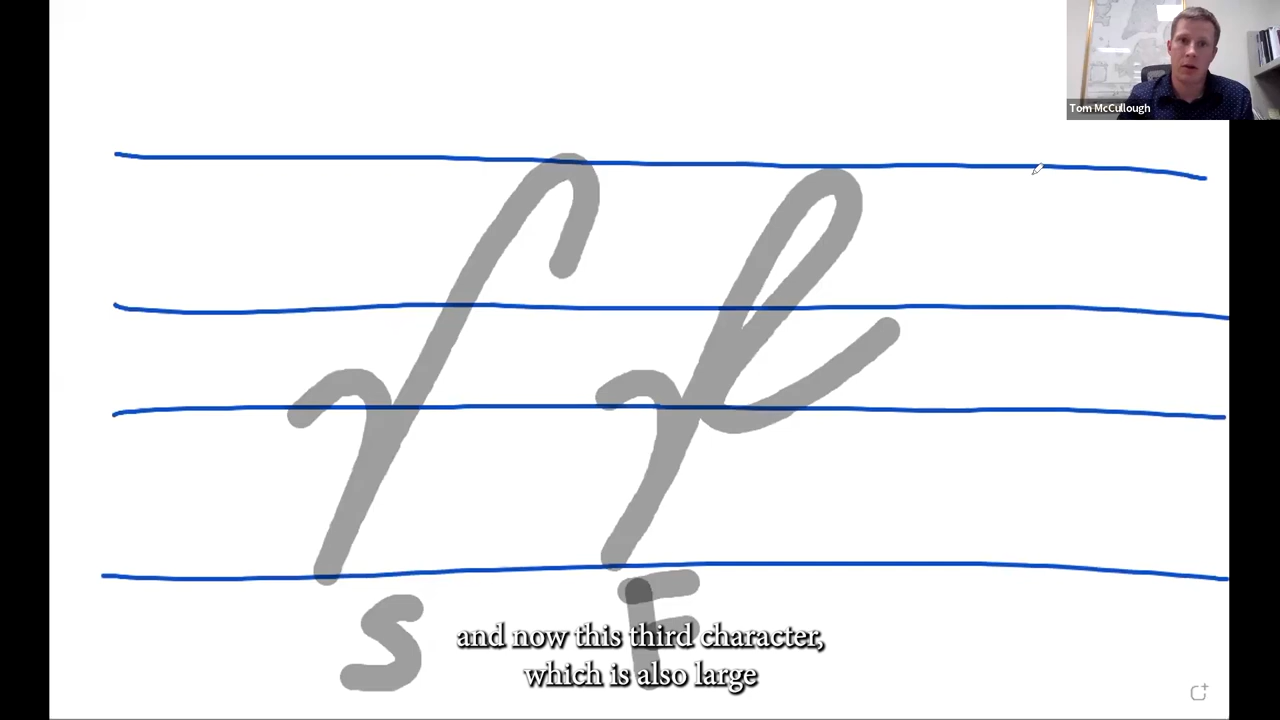 Tom McCullough
ſ f
S F
and now this third character,
which is also large